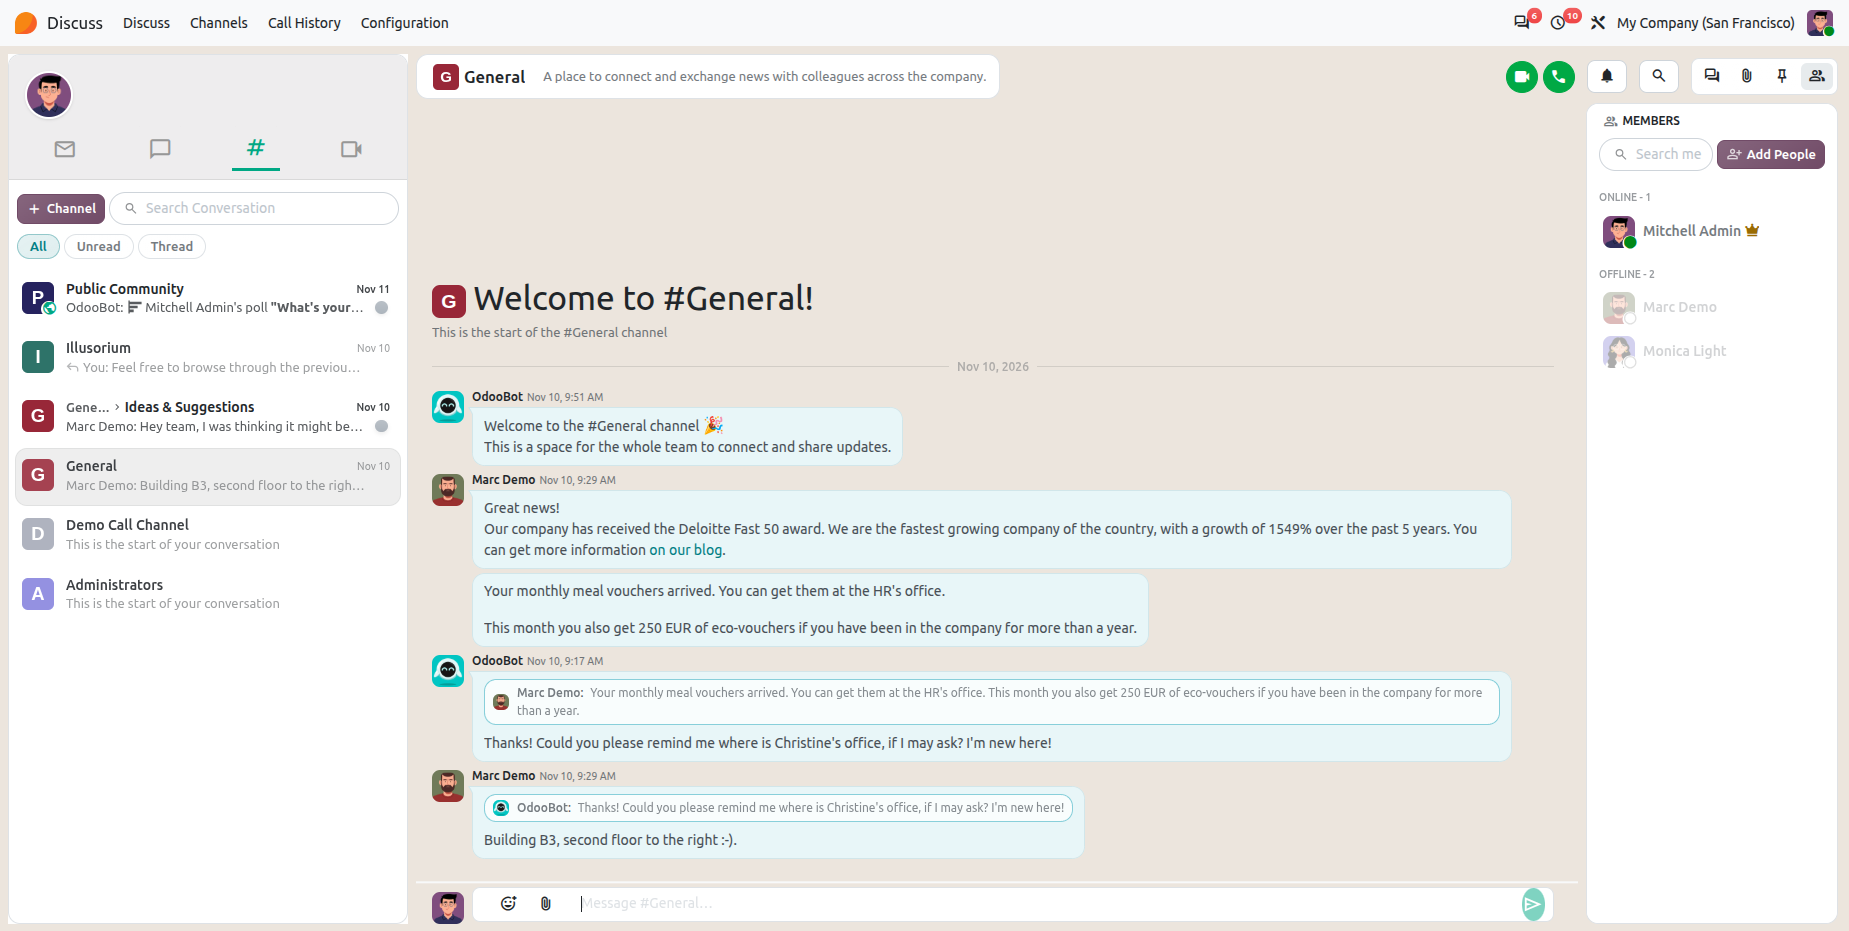 Discuss
Discuss
Channels
Call History
Configuration
6
10
My Company (San Francisco)
+ Channel
Search Conversation
All
Unread
Thread
P
Public Community
Nov 11
OdooBot: Mitchell Admin's poll "What's your...
I
Illusorium
Nov 10
You: Feel free to browse through the previou...
G
Gene... > Ideas & Suggestions
Nov 10
Marc Demo: Hey team, I was thinking it might be...
G
General
Nov 10
Marc Demo: Building B3, second floor to the righ...
D
Demo Call Channel
This is the start of your conversation
A
Administrators
This is the start of your conversation
G
General
A place to connect and exchange news with colleagues across the company.
G
Welcome to #General!
This is the start of the #General channel
Nov 10, 2026
OdooBot Nov 10, 9:51 AM
Welcome to the #General channel 🎉
This is a space for the whole team to connect and share updates.
Marc Demo Nov 10, 9:29 AM
Great news!
Our company has received the Deloitte Fast 50 award. We are the fastest growing company of the country, with a growth of 1549% over the past 5 years. You
can get more information on our blog.
Your monthly meal vouchers arrived. You can get them at the HR's office.
This month you also get 250 EUR of eco-vouchers if you have been in the company for more than a year.
OdooBot Nov 10, 9:17 AM
Marc Demo: Your monthly meal vouchers arrived. You can get them at the HR's office. This month you also get 250 EUR of eco-vouchers if you have been in the company for more
than a year.
Thanks! Could you please remind me where is Christine's office, if I may ask? I'm new here!
Marc Demo Nov 10, 9:29 AM
OdooBot: Thanks! Could you please remind me where is Christine's office, if I may ask? I'm new here!
Building B3, second floor to the right :-).
Message #General...
MEMBERS
Search me
Add People
ONLINE - 1
Mitchell Admin
OFFLINE - 2
Marc Demo
Monica Light